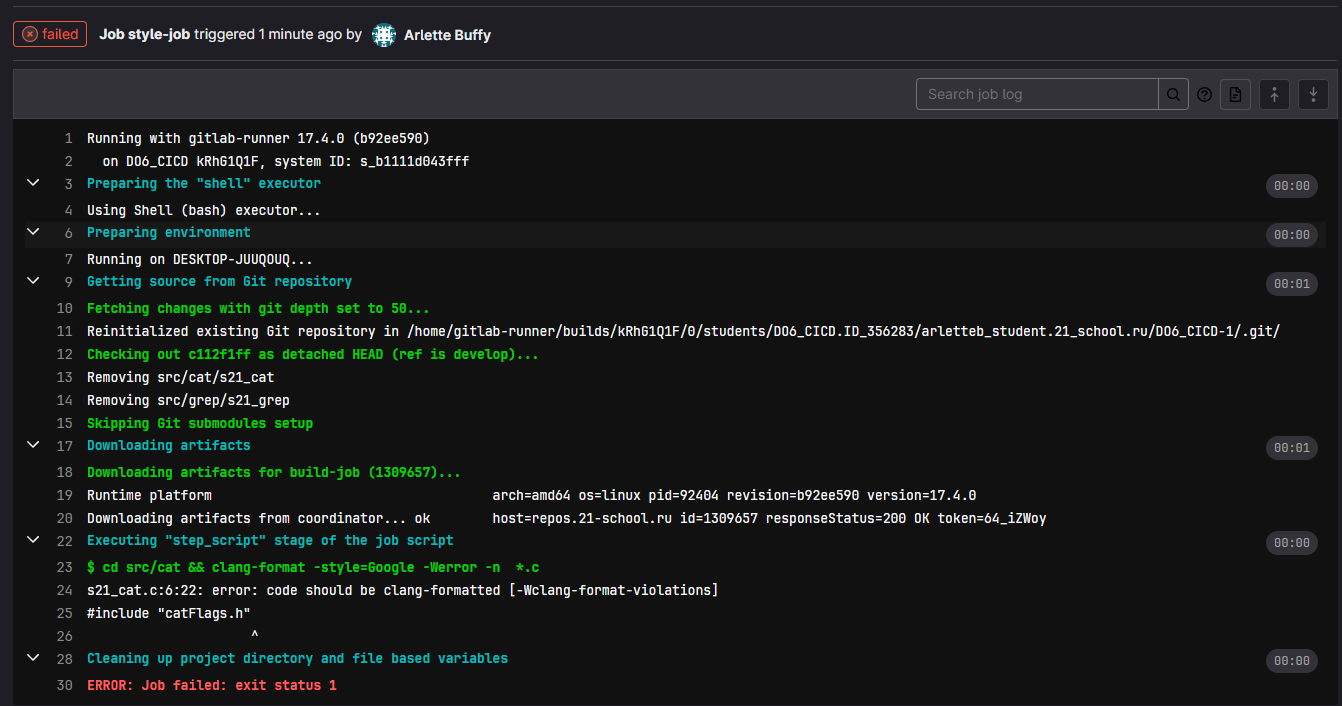 failed Job style-job triggered 1 minute ago by Arlette Buffy
Search job log
1 Running with gitlab-runner 17.4.0 (b92ee590)
2 on DO6_CICD kRhG1Q1F, system ID: s_b1111d043fff
3 Preparing the "shell" executor 00:00
4 Using Shell (bash) executor...
6 Preparing environment 00:00
7 Running on DESKTOP-JUUQOUQ...
9 Getting source from Git repository 00:01
10 Fetching changes with git depth set to 50...
11 Reinitialized existing Git repository in /home/gitlab-runner/builds/kRhG1Q1F/0/students/DO6_CICD.ID_356283/arletteb_student.21_school.ru/DO6_CICD-1/.git/
12 Checking out c112f1ff as detached HEAD (ref is develop)...
13 Removing src/cat/s21_cat
14 Removing src/grep/s21_grep
15 Skipping Git submodules setup
17 Downloading artifacts 00:01
18 Downloading artifacts for build-job (1309657)...
19 Runtime platform arch=amd64 os=linux pid=92404 revision=b92ee590 version=17.4.0
20 Downloading artifacts from coordinator... ok host=repos.21-school.ru id=1309657 responseStatus=200 OK token=64_iZWoy
22 Executing "step_script" stage of the job script 00:00
23 $ cd src/cat && clang-format -style=Google -Werror -n  *.c
24 s21_cat.c:6:22: error: code should be clang-formatted [-Wclang-format-violations]
25 #include "catFlags.h"
26 ^
28 Cleaning up project directory and file based variables 00:00
30 ERROR: Job failed: exit status 1